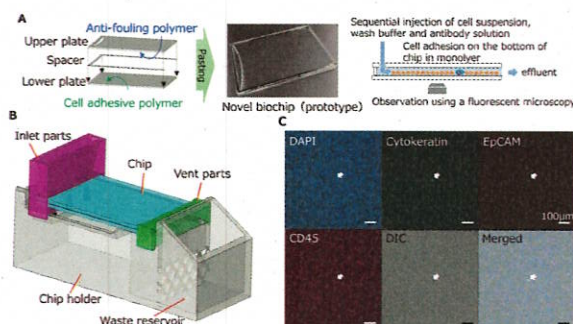 A
Anti-fouling polymer
Upper plate
Spacer
Lower plate
Cell adhesive polymer
Pasting
Novel biochip (prototype)
Sequential injection of cell suspension,
wash buffer and antibody solution
Cell adhesion on the bottom of
chip in monolyer
effluent
Observation using a fluorescent microscopy
B
Inlet parts
Chip
Vent parts
Chip holder
Waste reservoir
C
DAPI
Cytokeratin
EpCAM
100μm
CD45
DIC
Merged